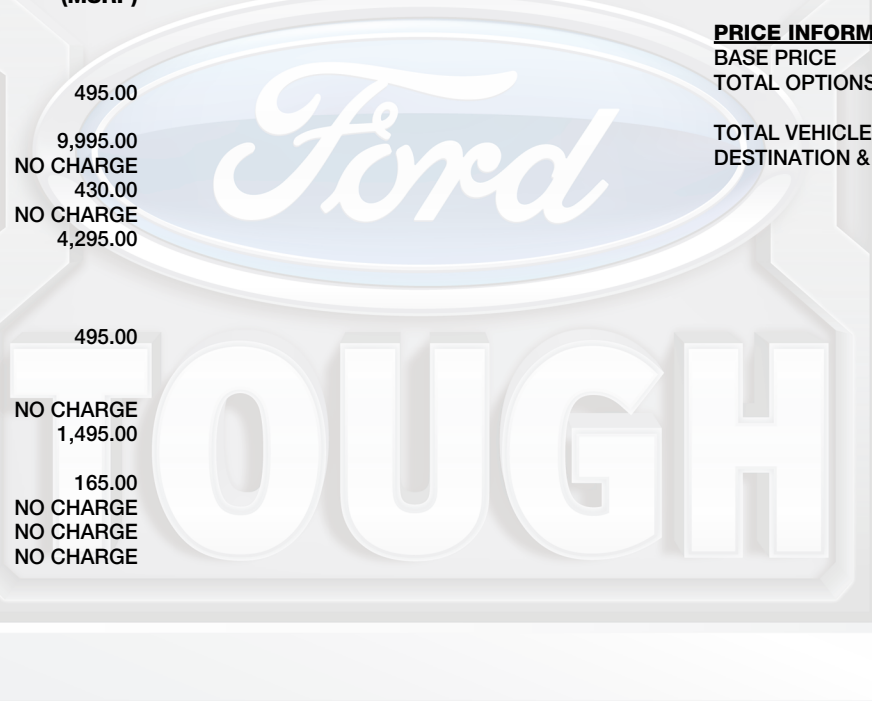 (MSRP)
495.00
9,995.00
NO CHARGE
430.00
NO CHARGE
4,295.00
495.00
NO CHARGE
1,495.00
165.00
NO CHARGE
NO CHARGE
NO CHARGE
PRICE INFORM
BASE PRICE
TOTAL OPTIONS
TOTAL VEHICLE
DESTINATION &
Ford
TOUGH